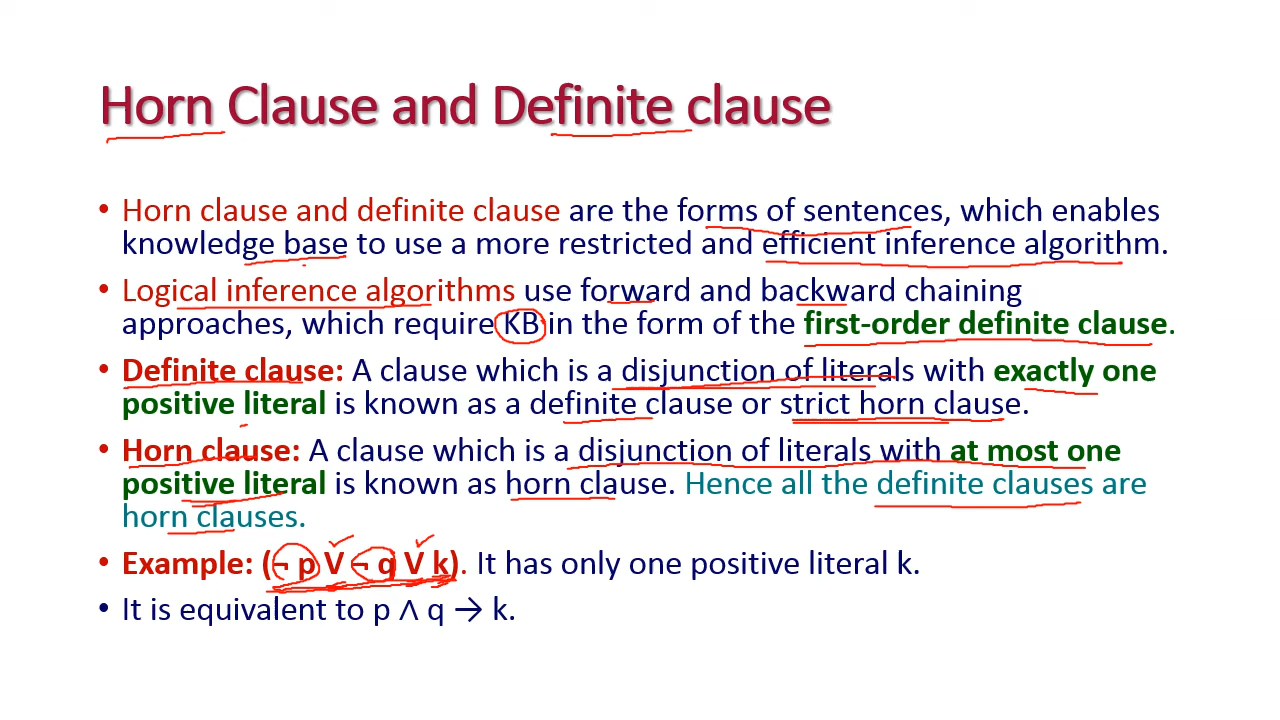 Horn Clause and Definite clause
• Horn clause and definite clause are the forms of sentences, which enables
knowledge base to use a more restricted and efficient inference algorithm.
• Logical inference algorithms use forward and backward chaining
approaches, which require KB in the form of the first-order definite clause.
• Definite clause: A clause which is a disjunction of literals with exactly one
positive literal is known as a definite clause or strict horn clause.
• Horn clause: A clause which is a disjunction of literals with at most one
positive literal is known as horn clause. Hence all the definite clauses are
horn clauses.
• Example: (¬ p V ¬ q V k). It has only one positive literal k.
• It is equivalent to p ∧ q → k.